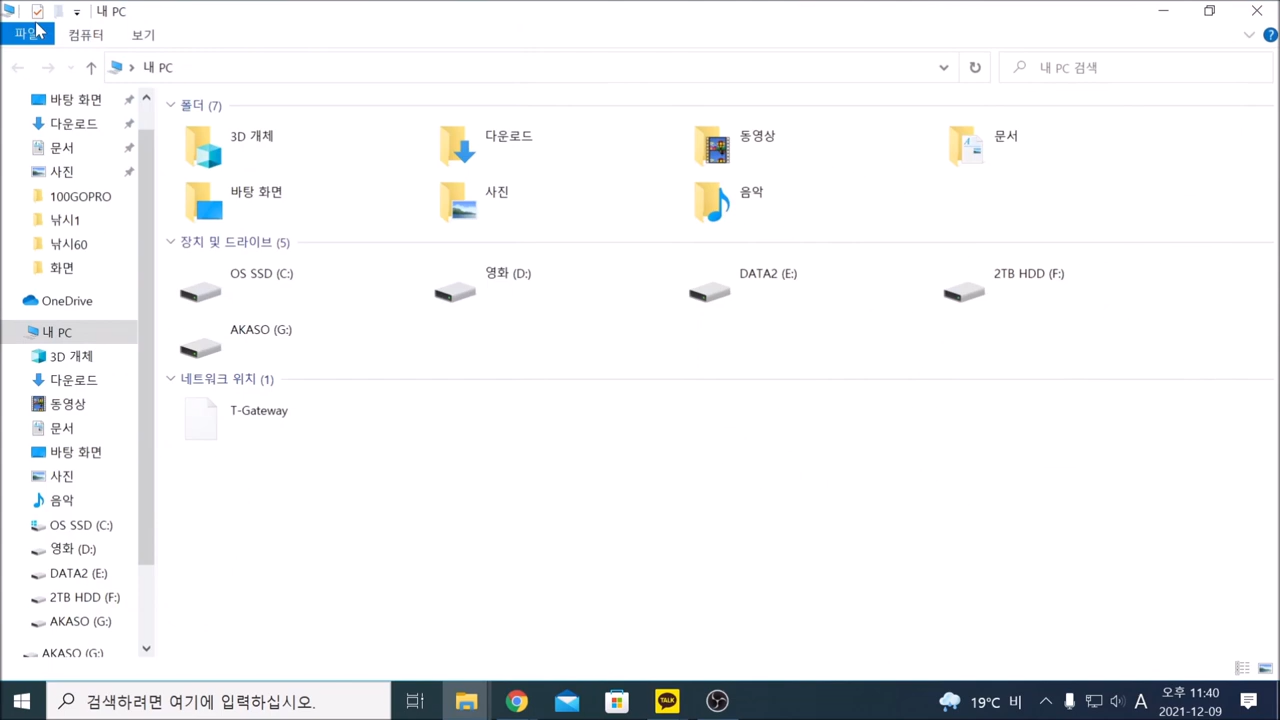 내 PC
파일
컴퓨터
보기
내 PC
내 PC 검색
바탕 화면
다운로드
문서
사진
100GOPRO
낚시1
낚시60
화면
OneDrive
내 PC
3D 개체
다운로드
동영상
문서
바탕 화면
사진
음악
OS SSD (C:)
영화 (D:)
DATA2 (E:)
2TB HDD (F:)
AKASO (G:)
AKASO (G:)
폴더 (7)
3D 개체
다운로드
동영상
문서
바탕 화면
사진
음악
장치 및 드라이브 (5)
OS SSD (C:)
영화 (D:)
DATA2 (E:)
2TB HDD (F:)
AKASO (G:)
네트워크 위치 (1)
T-Gateway
검색하려면 여기에 입력하십시오.
TALK
19°C 비
A
오후 11:40
2021-12-09